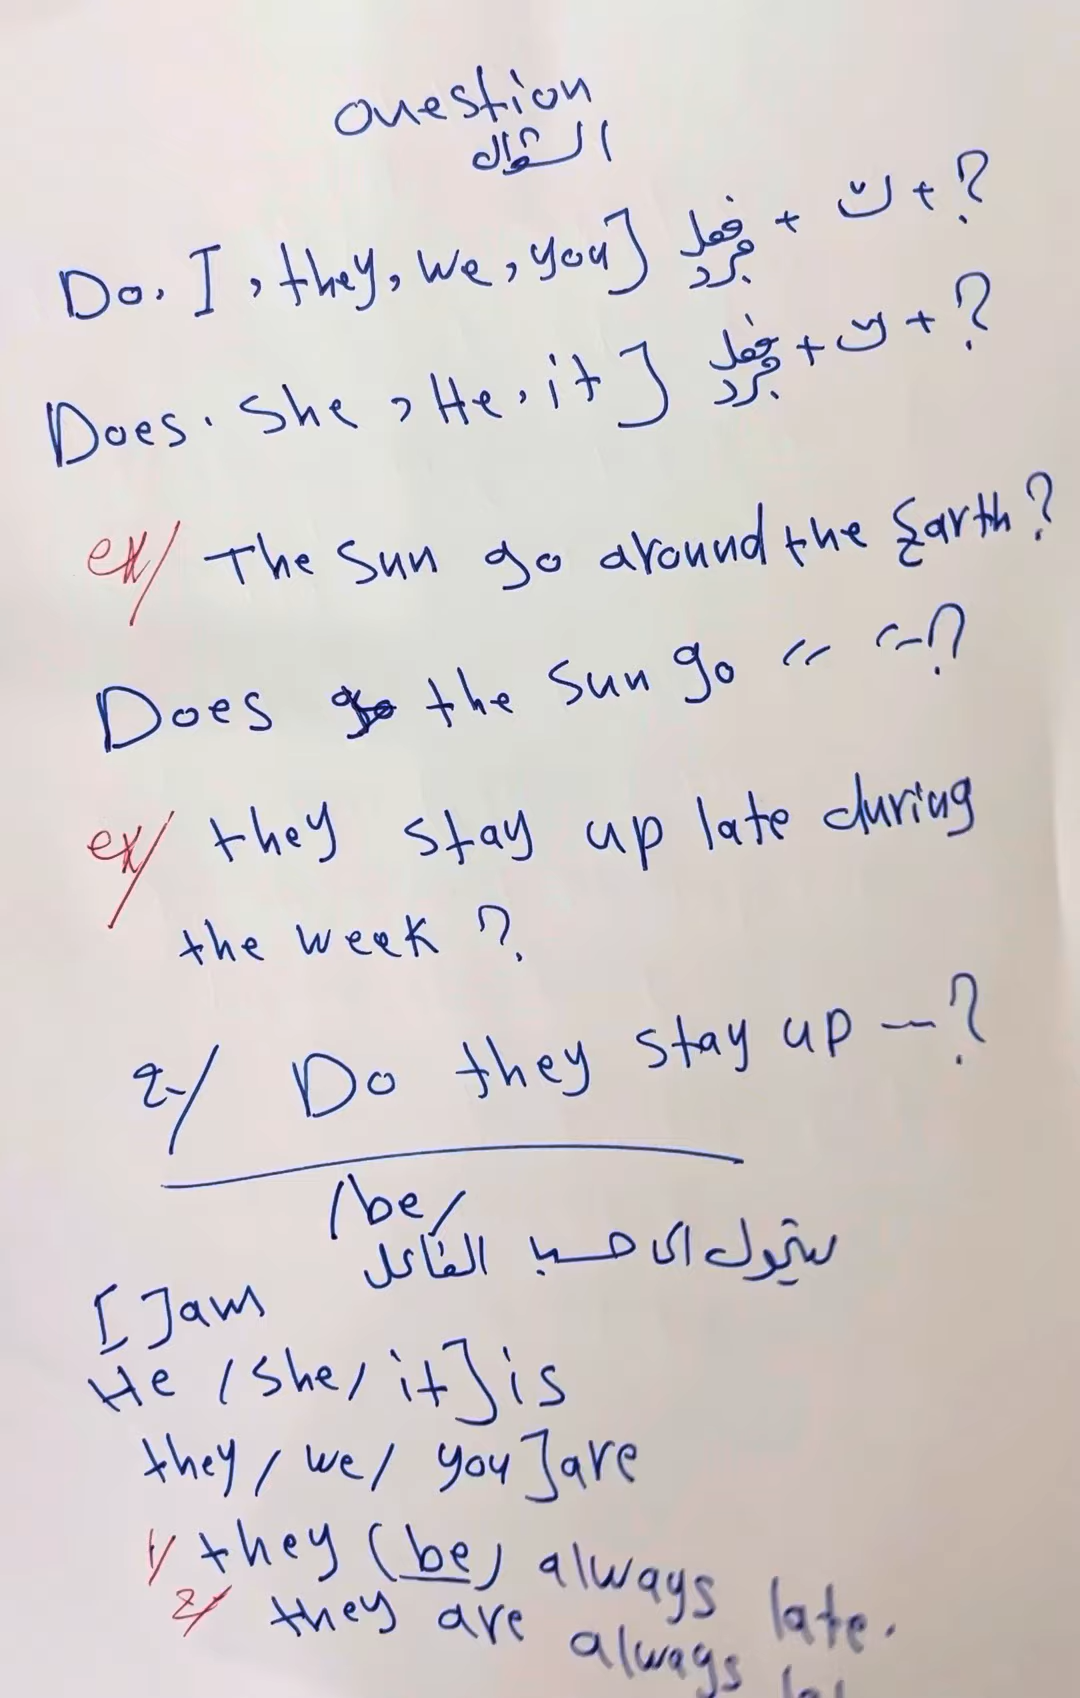 Question
السؤال
Do. I, they, we, you] فعل مجرد + ت + ?
Does. She, He, it] فعل مجرد + ت + ?
ex/ The Sun go around the Earth?
Does go the Sun go 〃 〃?
ex/ they stay up late during
the week?
2/ Do they stay up —?
/be/
يتحول الى حسب الفاعل
[I] am
He / She / it] is
they / we / you] are
1/ they (be) always late.
2/ they are always